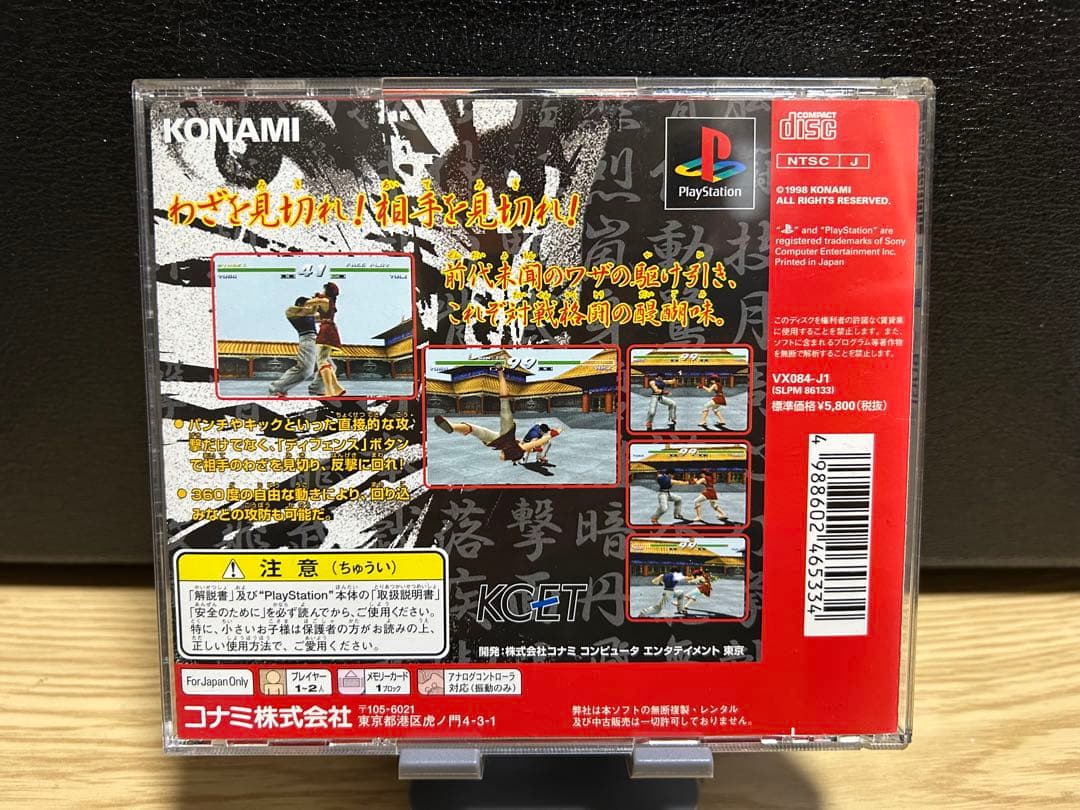 KONAMI
わざを見切れ！相手を見切れ！
前代未聞のワザの駆け引き、
これぞ対戦格闘の醍醐味。
41
FREE PLAY
99
99
● パンチやキックといった直接的な攻
撃だけでなく、「ディフェンス」ボタン
で相手のわざを見切り、反撃に回れ！
● 360度の自由な動きにより、回り込
みなどの攻防も可能だ。
注意（ちゅうい）
「解説書」及び“PlayStation”本体の「取扱説明書」
「安全のために」を必ず読んでから、ご使用ください。
特に、小さいお子様は保護者の方がお読みの上、
正しい使用方法で、ご愛用ください。
KCET
開発：株式会社コナミ コンピュータ エンタテイメント 東京
PlayStation
COMPACT
disc
NTSC J
©1998 KONAMI
ALL RIGHTS RESERVED.
“ ” and “PlayStation” are
registered trademarks of Sony
Computer Entertainment Inc.
Printed in Japan
このディスクを権利者の許諾なく賃貸業
に使用することを禁止します。また、
ソフトに含まれるプログラム等著作物
を無断で解析することを禁止します。
VX084-J1
(SLPM 86133)
標準価格¥5,800(税抜)
4 988602 465334
For Japan Only
プレイヤー
1~2人
メモリーカード
1ブロック
アナログコントローラ
対応(振動のみ)
コナミ株式会社
〒105-6021
東京都港区虎ノ門4-3-1
弊社は本ソフトの無断複製・レンタル
及び中古販売は一切許可しておりません。